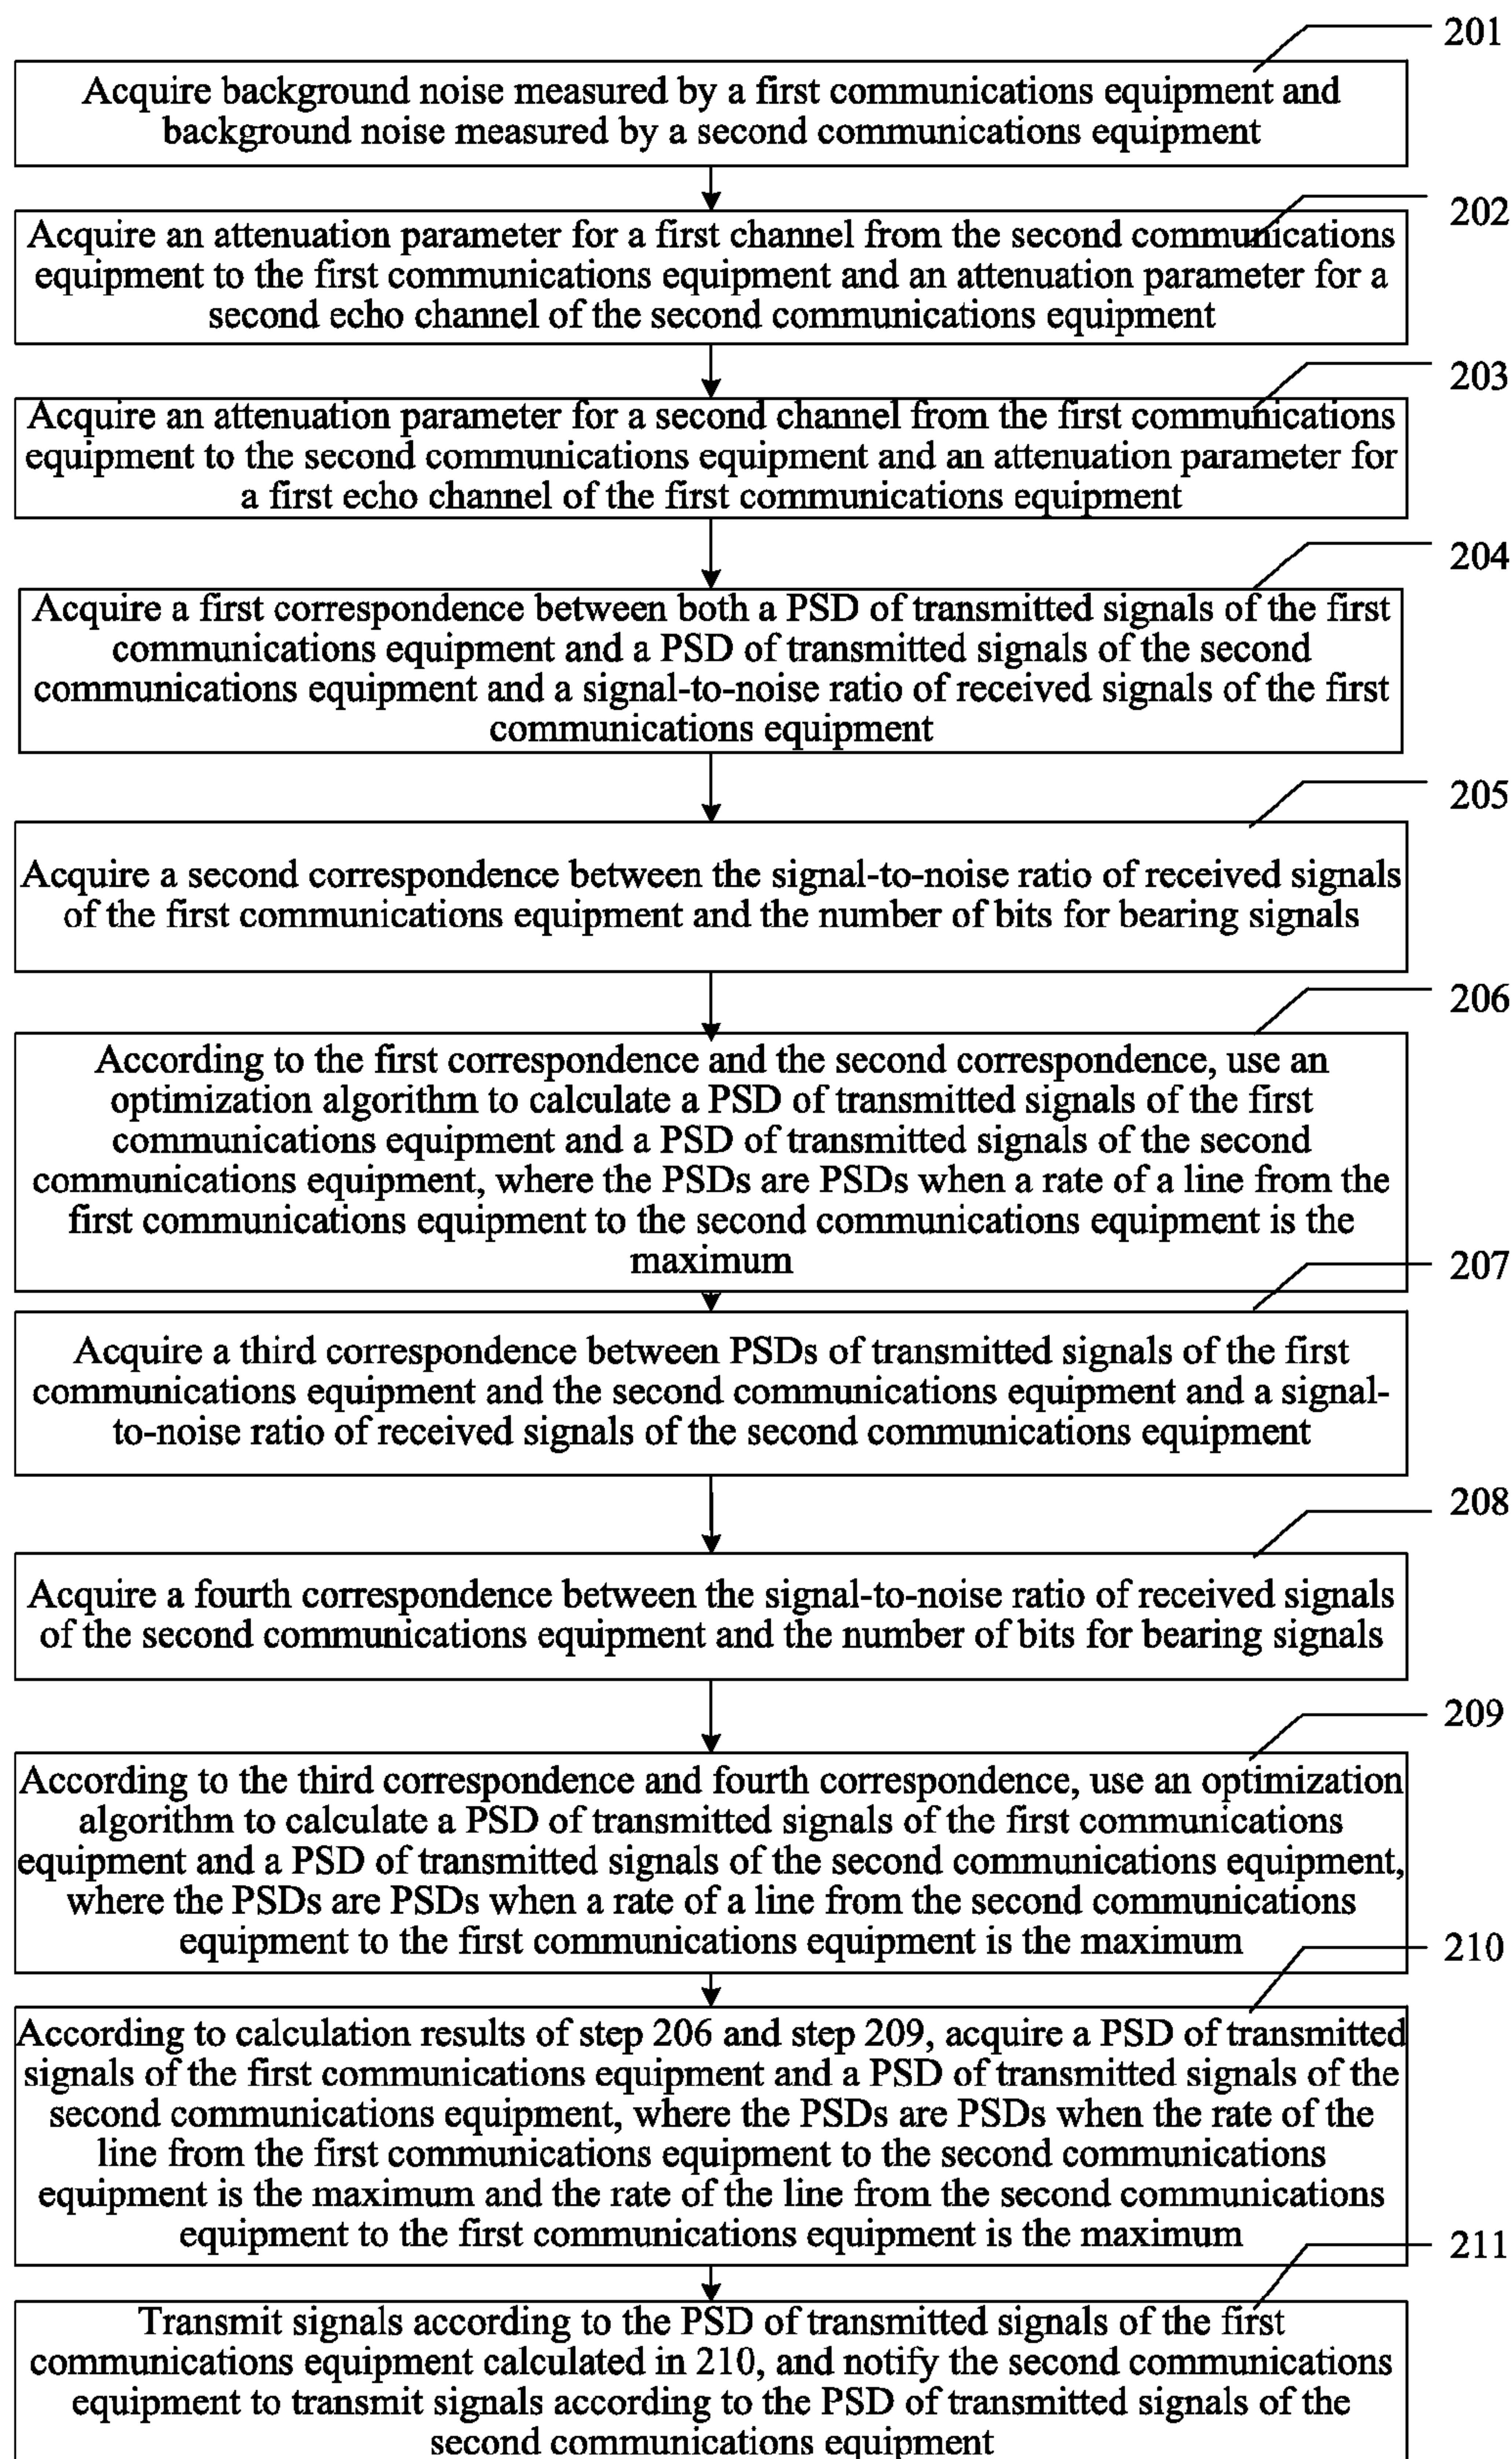 201
Acquire background noise measured by a first communications equipment and
background noise measured by a second communications equipment
202
Acquire an attenuation parameter for a first channel from the second communications
equipment to the first communications equipment and an attenuation parameter for a
second echo channel of the second communications equipment
203
Acquire an attenuation parameter for a second channel from the first communications
equipment to the second communications equipment and an attenuation parameter for
a first echo channel of the first communications equipment
204
Acquire a first correspondence between both a PSD of transmitted signals of the first
communications equipment and a PSD of transmitted signals of the second
communications equipment and a signal-to-noise ratio of received signals of the first
communications equipment
205
Acquire a second correspondence between the signal-to-noise ratio of received signals
of the first communications equipment and the number of bits for bearing signals
206
According to the first correspondence and the second correspondence, use an
optimization algorithm to calculate a PSD of transmitted signals of the first
communications equipment and a PSD of transmitted signals of the second
communications equipment, where the PSDs are PSDs when a rate of a line from the
first communications equipment to the second communications equipment is the
maximum
207
Acquire a third correspondence between PSDs of transmitted signals of the first
communications equipment and the second communications equipment and a signal-
to-noise ratio of received signals of the second communications equipment
208
Acquire a fourth correspondence between the signal-to-noise ratio of received signals
of the second communications equipment and the number of bits for bearing signals
209
According to the third correspondence and fourth correspondence, use an optimization
algorithm to calculate a PSD of transmitted signals of the first communications
equipment and a PSD of transmitted signals of the second communications equipment,
where the PSDs are PSDs when a rate of a line from the second communications
equipment to the first communications equipment is the maximum
210
According to calculation results of step 206 and step 209, acquire a PSD of transmitted
signals of the first communications equipment and a PSD of transmitted signals of the
second communications equipment, where the PSDs are PSDs when the rate of the
line from the first communications equipment to the second communications
equipment is the maximum and the rate of the line from the second communications
equipment to the first communications equipment is the maximum
211
Transmit signals according to the PSD of transmitted signals of the first
communications equipment calculated in 210, and notify the second communications
equipment to transmit signals according to the PSD of transmitted signals of the
second communications equipment